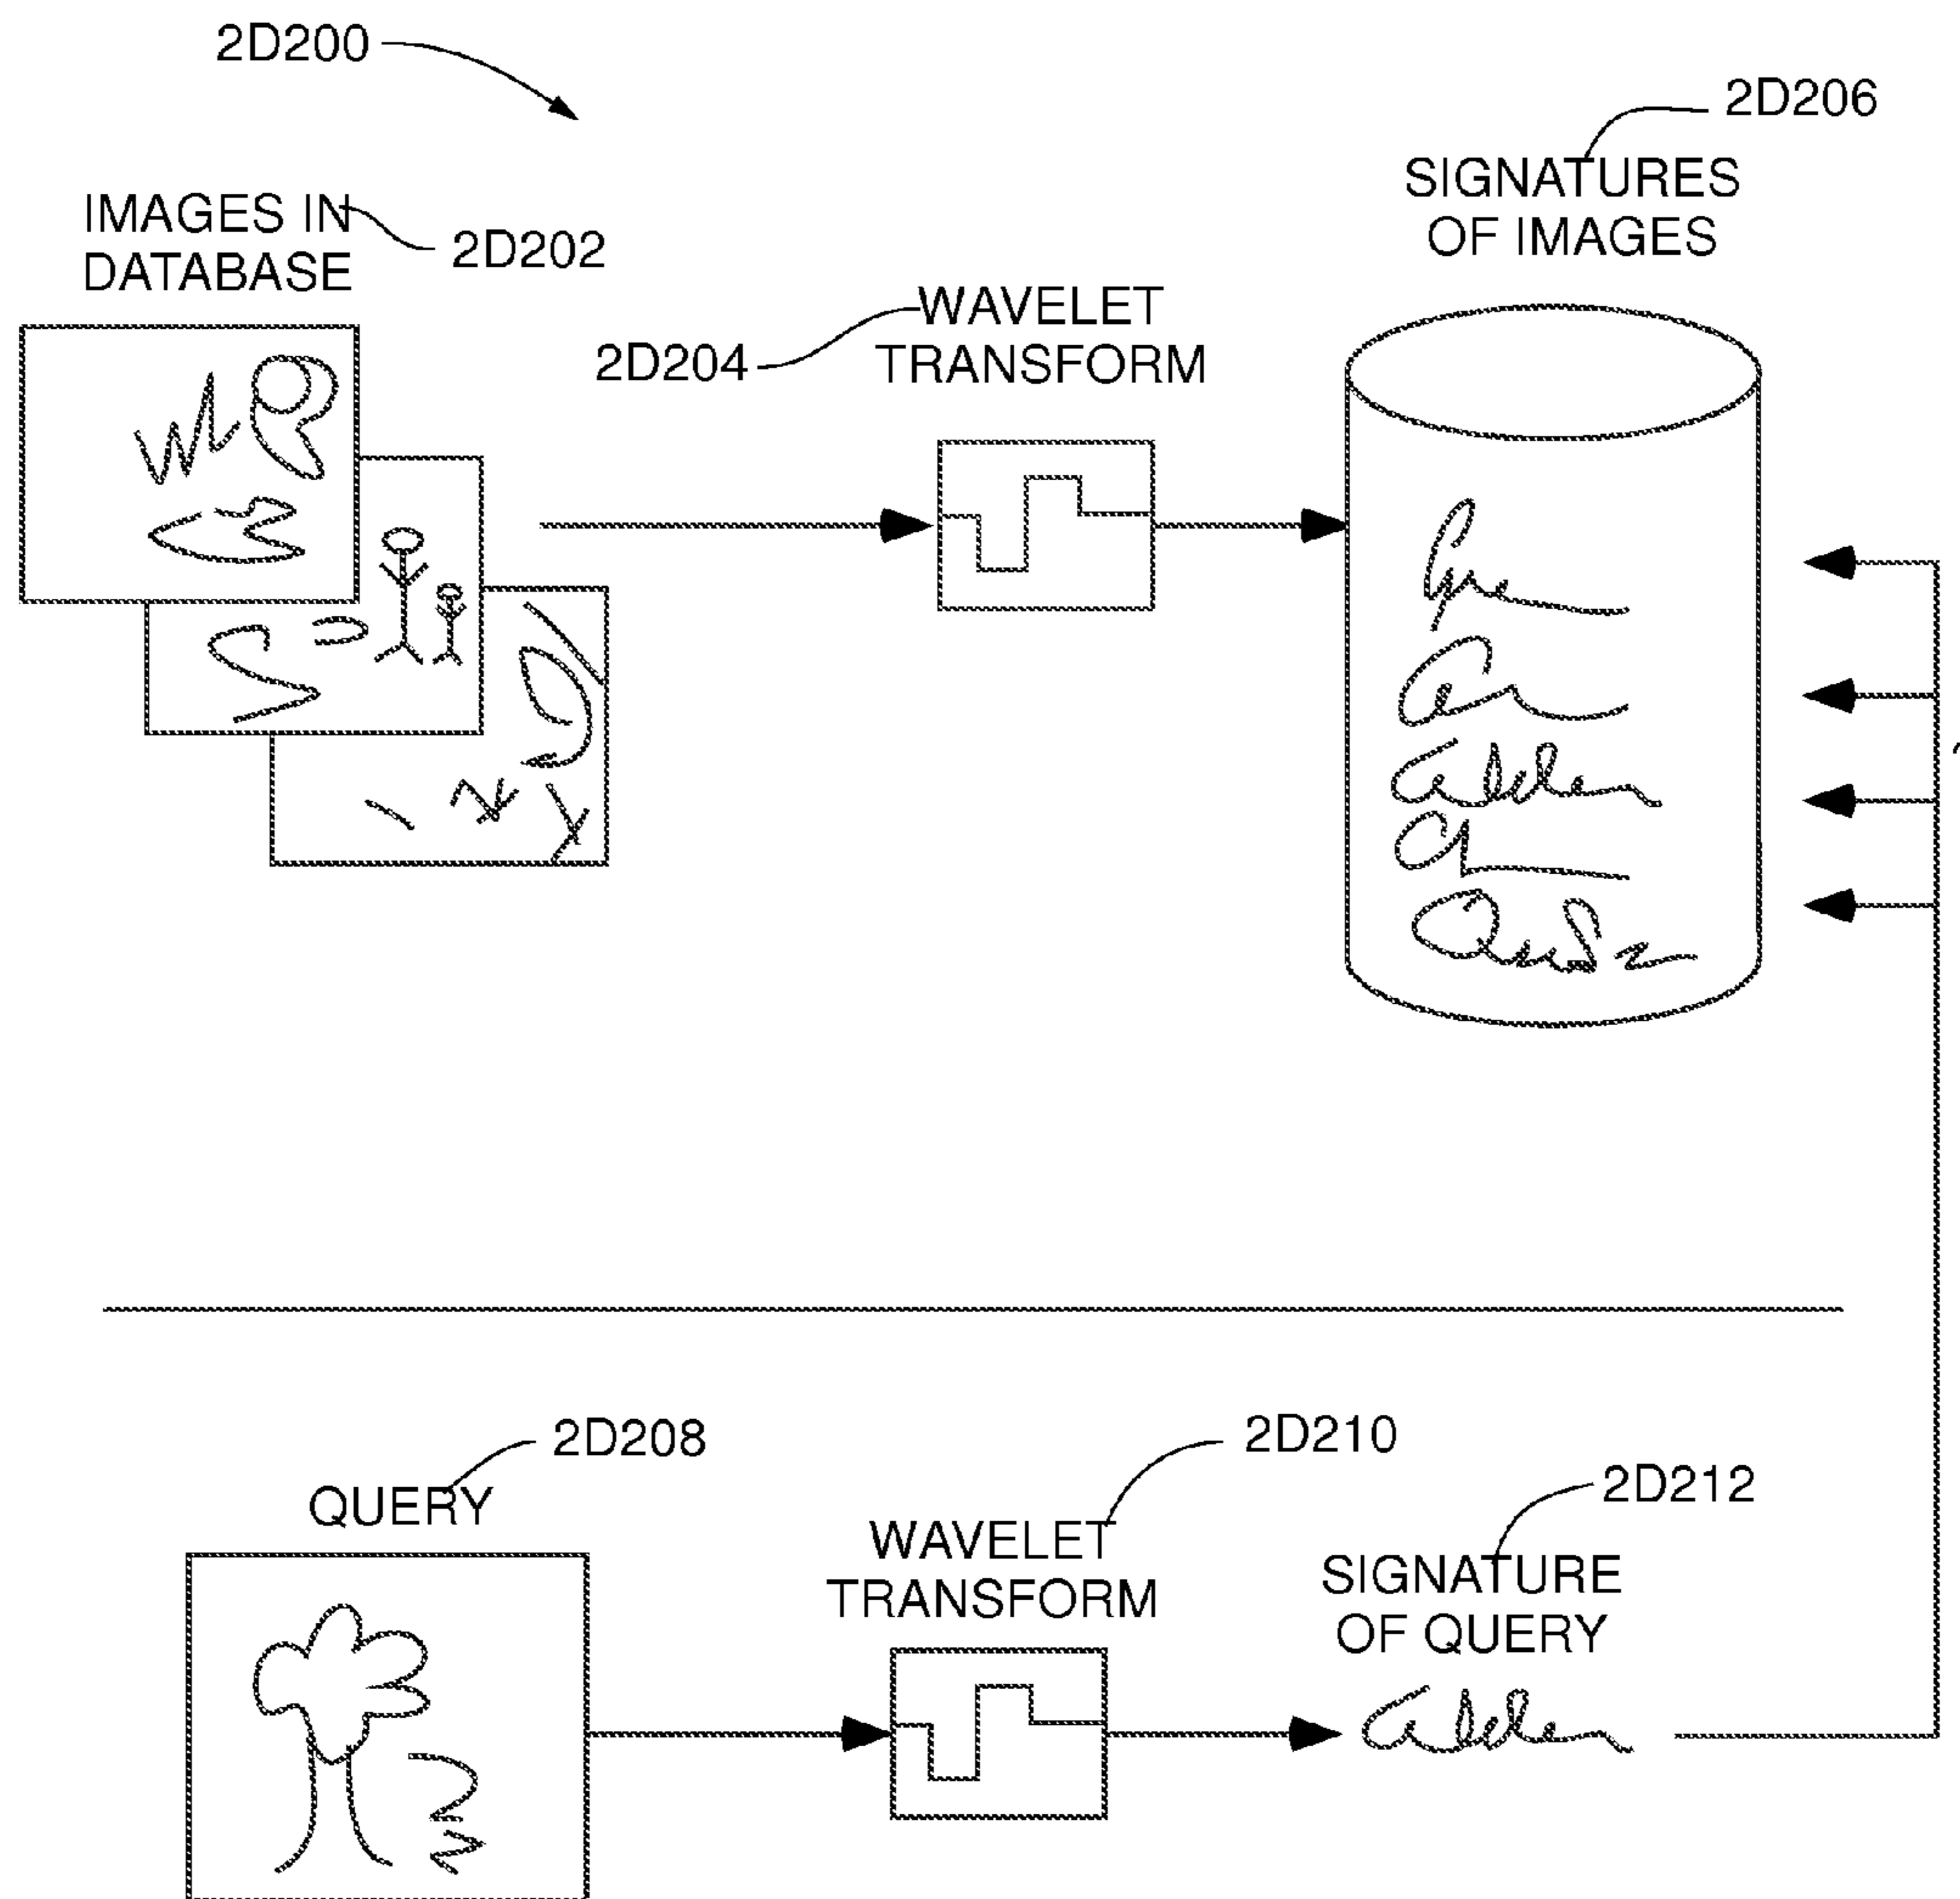 2D200
2D206
SIGNATURES
OF IMAGES
IMAGES IN
DATABASE
2D202
WAVELET
TRANSFORM
2D204
2D208
QUERY
2D210
WAVELET
TRANSFORM
2D212
SIGNATURE
OF QUERY